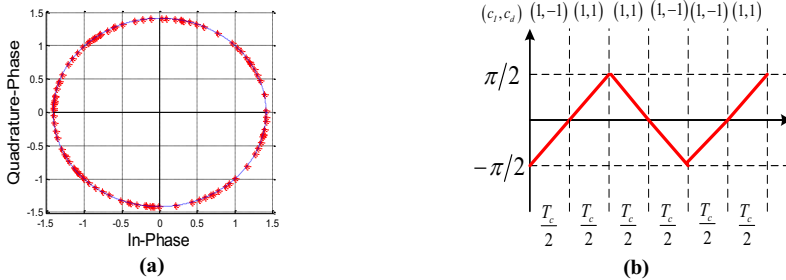 1.5
1
0.5
0
-0.5
-1
-1.5
-1.5 -1 -0.5 0 0.5 1 1.5
Quadrature-Phase
In-Phase
(a)
(c_I, c_d) (1,-1) (1,1) (1,1) (1,-1) (1,-1) (1,1)
π/2
-π/2
T_c/2 T_c/2 T_c/2 T_c/2 T_c/2 T_c/2
(b)